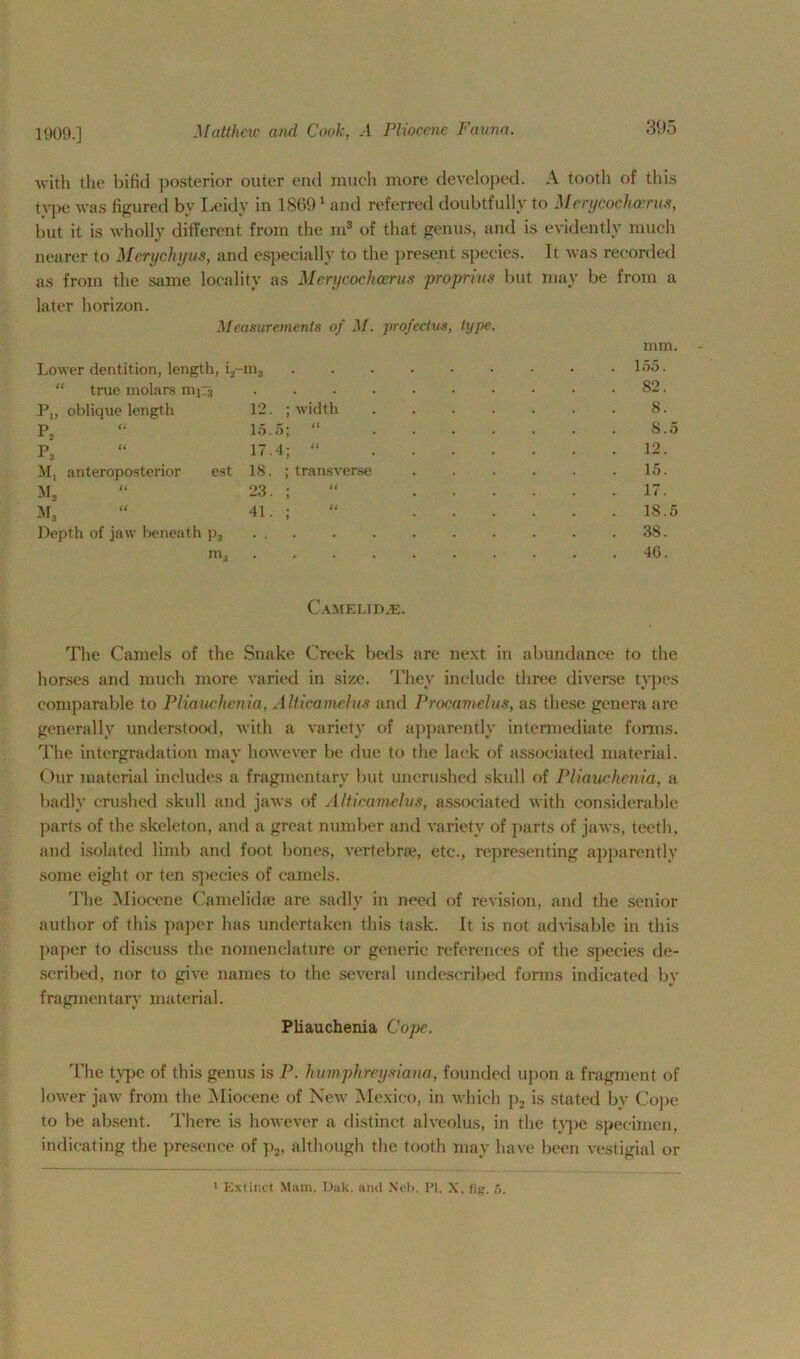 1909.] Matthew and Cook, A Pliocene Fauna. 395
with the bifid posterior outer end much more developed. A tooth of this
type was figured by Leidy in 1869 ¹ and referred doubtfully to Merycochœrus,
but it is wholly different from the m³ of that genus, and is evidently much
nearer to Merychyus, and especially to the present species. It was recorded
as from the same locality as Merycochœrus proprius but may be from a
later horizon.
Measurements of M. profectus, type.
mm.
Lower dentition, length, i₂–m₃ . . . . . . . . . 155.
“ true molars m₁₋₃ . . . . . . . . . . 82.
P₁, oblique length 12. ; width . . . . . . . 8.
P₂ “ 15.5; “ . . . . . . . 8.5
P₃ “ 17.4; “ . . . . . . . 12.
M₁ anteroposterior est 18. ; transverse . . . . . . 15.
M₂ “ 23. ; “ . . . . . . 17.
M₃ “ 41. ; “ . . . . . . 18.5
Depth of jaw beneath p₃ . . . . . . . . . . . 38.
m₃ . . . . . . . . . . 46.
Camelidæ.
The Camels of the Snake Creek beds are next in abundance to the
horses and much more varied in size. They include three diverse types
comparable to Pliauchenia, Alticamelus and Procamelus, as these genera are
generally understood, with a variety of apparently intermediate forms.
The intergradation may however be due to the lack of associated material.
Our material includes a fragmentary but uncrushed skull of Pliauchenia, a
badly crushed skull and jaws of Alticamelus, associated with considerable
parts of the skeleton, and a great number and variety of parts of jaws, teeth,
and isolated limb and foot bones, vertebræ, etc., representing apparently
some eight or ten species of camels.
The Miocene Camelidæ are sadly in need of revision, and the senior
author of this paper has undertaken this task. It is not advisable in this
paper to discuss the nomenclature or generic references of the species de-
scribed, nor to give names to the several undescribed forms indicated by
fragmentary material.
Pliauchenia Cope.
The type of this genus is P. humphreysiana, founded upon a fragment of
lower jaw from the Miocene of New Mexico, in which p₂ is stated by Cope
to be absent. There is however a distinct alveolus, in the type specimen,
indicating the presence of p₂, although the tooth may have been vestigial or
¹ Extinct Mam. Dak. and Neb. Pl. X, fig. 5.